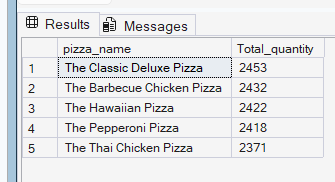 Results Messages
pizza_name Total_quantity
1 The Classic Deluxe Pizza 2453
2 The Barbecue Chicken Pizza 2432
3 The Hawaiian Pizza 2422
4 The Pepperoni Pizza 2418
5 The Thai Chicken Pizza 2371